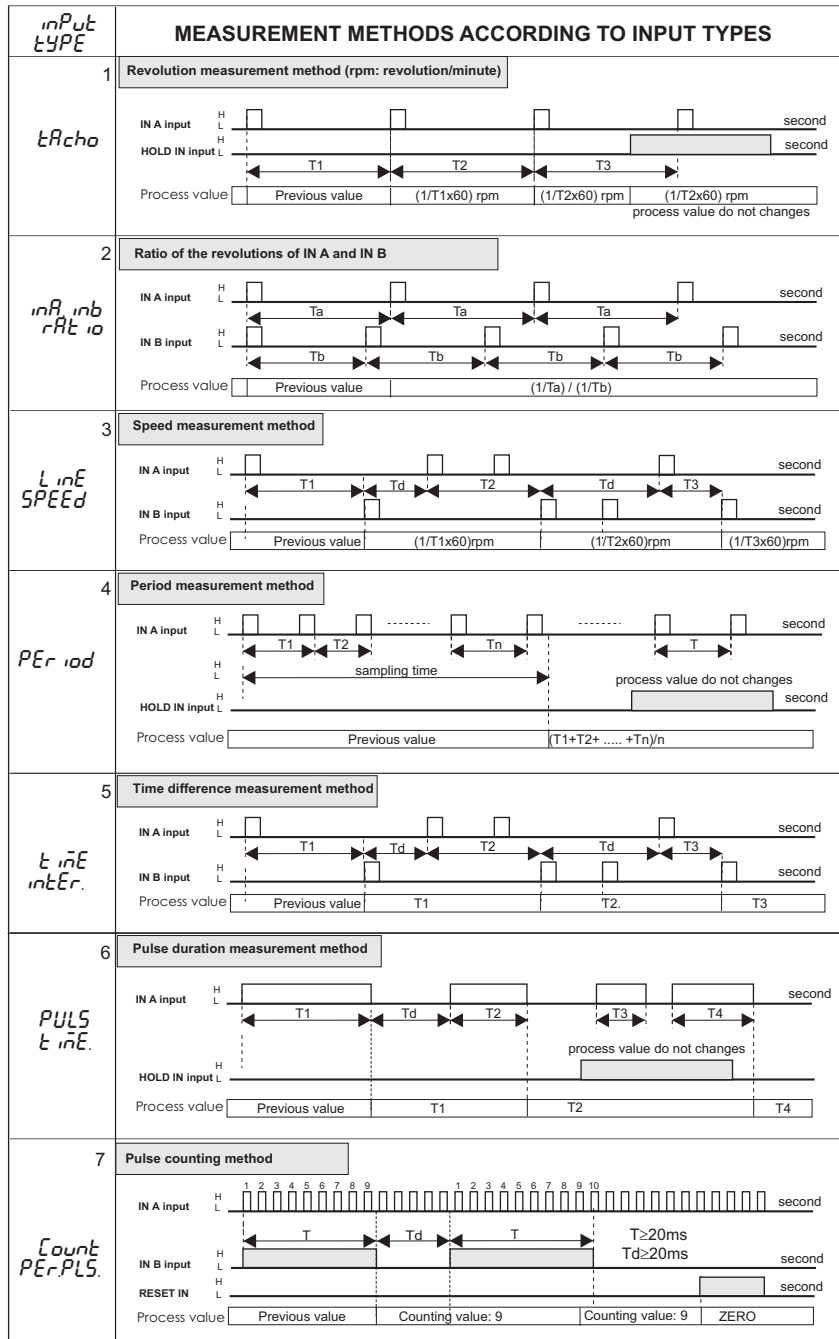 inPut tYPE
MEASUREMENT METHODS ACCORDING TO INPUT TYPES
1
tAcho
Revolution measurement method (rpm: revolution/minute)
IN A input H L second
HOLD IN input H L second
T1 T2 T3
Process value Previous value (1/T1x60) rpm (1/T2x60) rpm (1/T2x60) rpm
process value do not changes
2
inA, inb rAtio
Ratio of the revolutions of IN A and IN B
IN A input H L second
Ta Ta Ta
IN B input H L second
Tb Tb Tb Tb
Process value Previous value (1/Ta) / (1/Tb)
3
LinE SPEEd
Speed measurement method
IN A input H L second
T1 Td T2 Td T3
IN B input H L second
Process value Previous value (1/T1x60)rpm (1/T2x60)rpm (1/T3x60)rpm
4
PEriod
Period measurement method
IN A input H L second
T1 T2 Tn T
H L sampling time
process value do not changes
HOLD IN input H L second
Process value Previous value (T1+T2+ ..... +Tn)/n
5
tinE intEr.
Time difference measurement method
IN A input H L second
T1 Td T2 Td T3
IN B input H L second
Process value Previous value T1 T2. T3
6
PULS tinE.
Pulse duration measurement method
IN A input H L second
T1 Td T2 T3 T4
process value do not changes
HOLD IN input H L second
Process value Previous value T1 T2 T4
7
Count PEr.PLS.
Pulse counting method
1 2 3 4 5 6 7 8 9 1 2 3 4 5 6 7 8 9 10
IN A input H L second
T Td T T≥20ms
Td≥20ms
IN B input H L second
RESET IN H L second
Process value Previous value Counting value: 9 Counting value: 9 ZERO